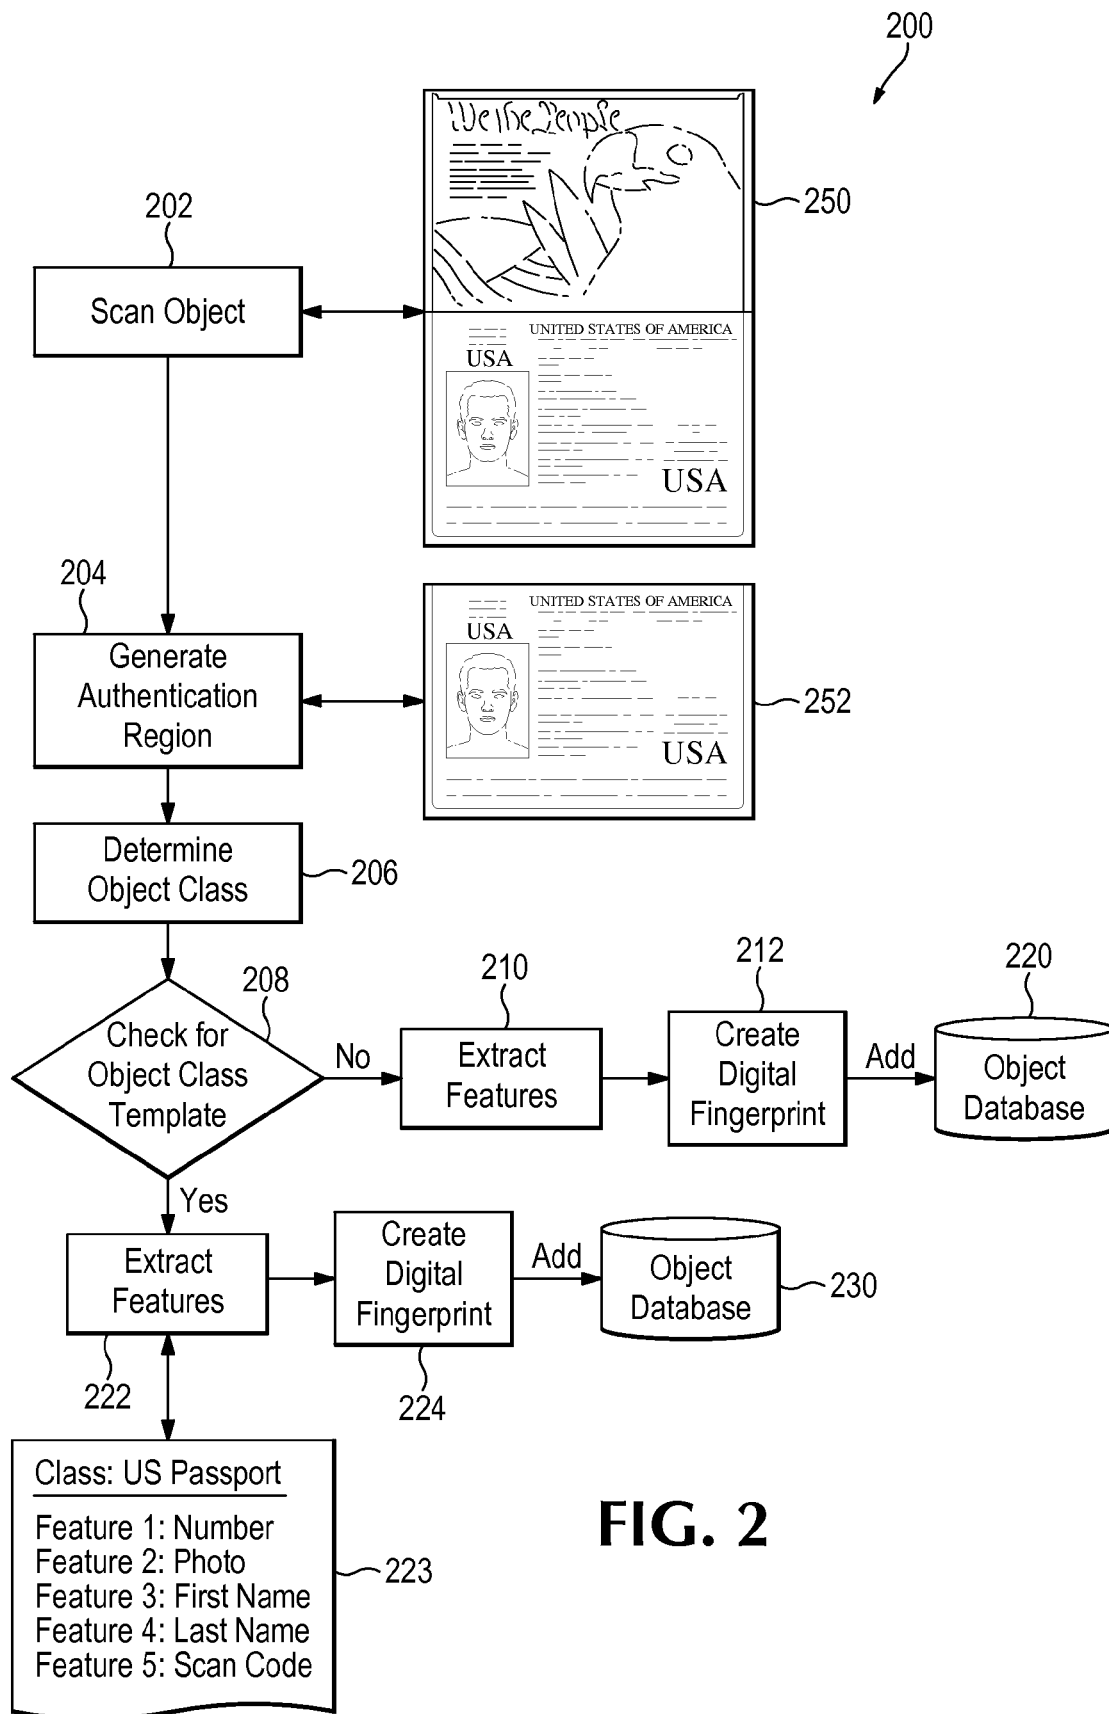 200
We the People
250
202
Scan Object
UNITED STATES OF AMERICA
USA
USA
204
Generate
Authentication
Region
UNITED STATES OF AMERICA
USA
USA
252
Determine
Object Class
206
208
Check for
Object Class
Template
No
210
Extract
Features
212
Create
Digital
Fingerprint
Add
220
Object
Database
Yes
Extract
Features
222
Create
Digital
Fingerprint
224
Add
Object
Database
230
Class: US Passport
Feature 1: Number
Feature 2: Photo
Feature 3: First Name
Feature 4: Last Name
Feature 5: Scan Code
223
FIG. 2